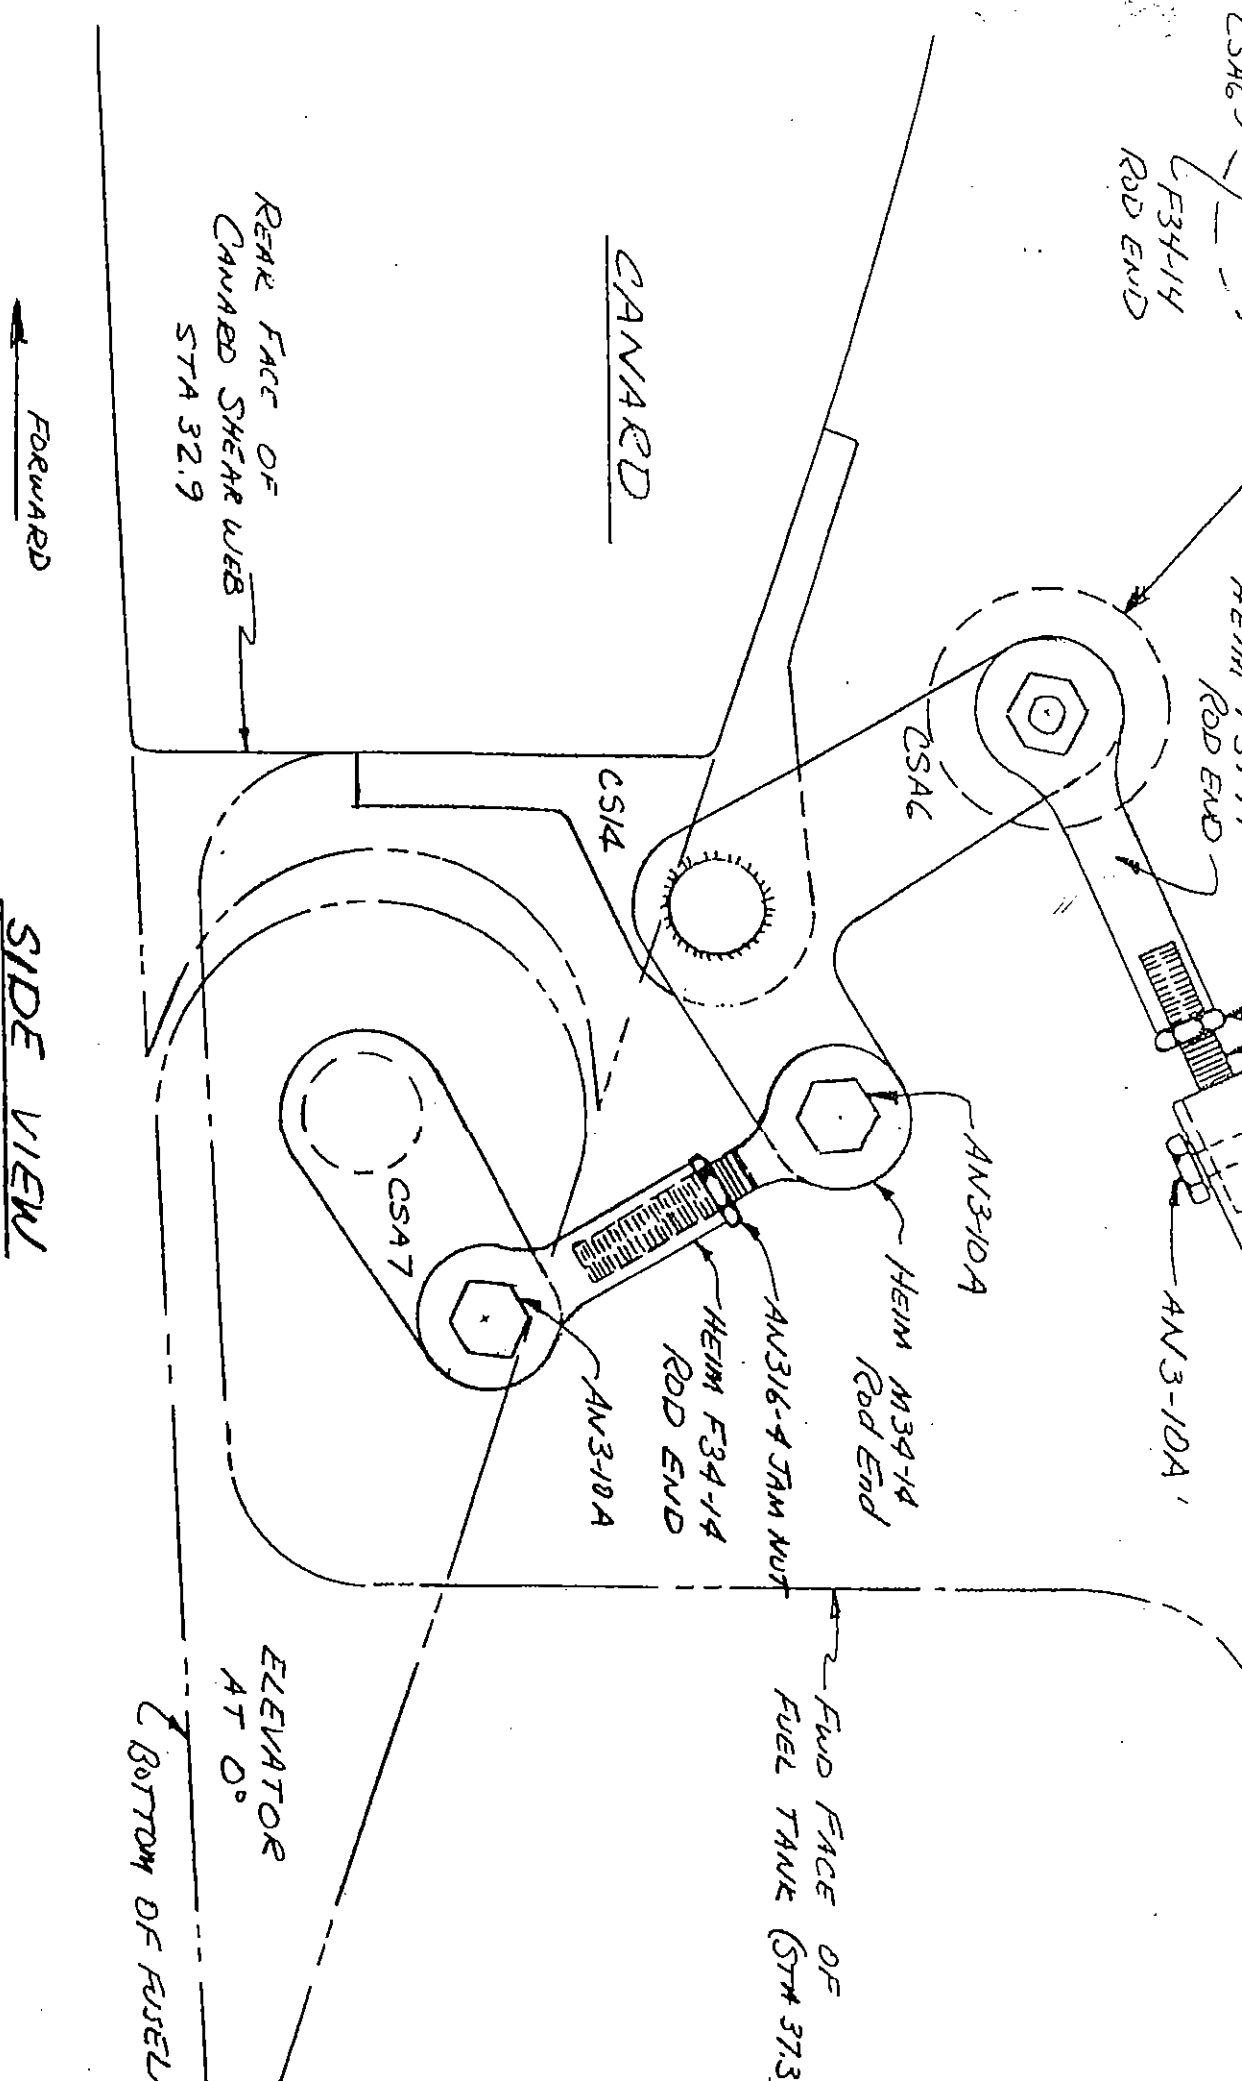 F34-14
ROD END
ROD END
CSA6
CANARD
REAR FACE OF
CANARD SHEAR WEB
STA 32.9
FORWARD
CS14
AN3-10A
AN3-10A
HEIM M34-14
Rod End
AN316-4 JAM NUT
HEIM F34-14
ROD END
AN3-10A
CSA7
SIDE VIEW
FWD FACE OF
FUEL TANK (STA 37.3
ELEVATOR
AT 0°
BOTTOM OF FUSEL